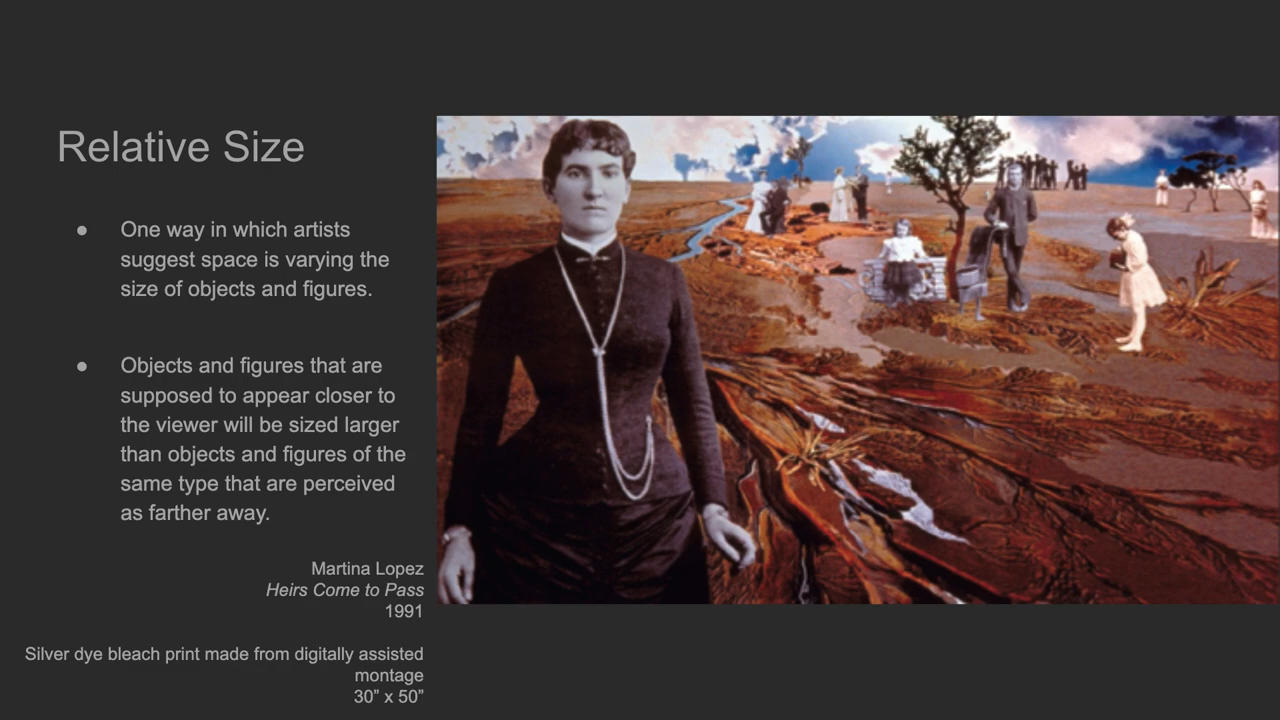 Relative Size
● One way in which artists
suggest space is varying the
size of objects and figures.
● Objects and figures that are
supposed to appear closer to
the viewer will be sized larger
than objects and figures of the
same type that are perceived
as farther away.
Martina Lopez
Heirs Come to Pass
1991
Silver dye bleach print made from digitally assisted
montage
30” x 50”